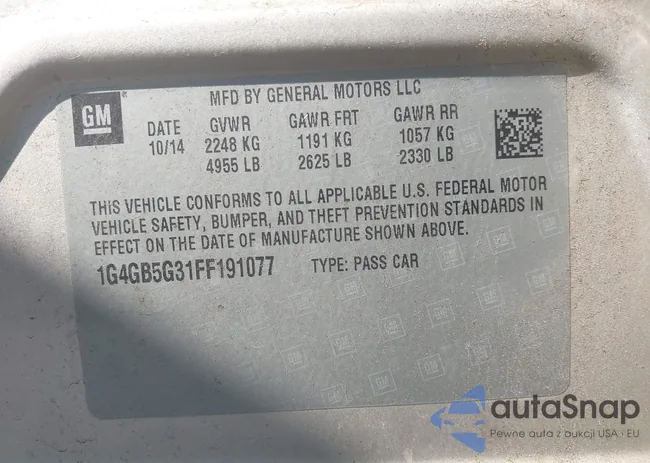 GM
MFD BY GENERAL MOTORS LLC
DATE GVWR GAWR FRT GAWR RR
10/14 2248 KG 1191 KG 1057 KG
4955 LB 2625 LB 2330 LB
THIS VEHICLE CONFORMS TO ALL APPLICABLE U.S. FEDERAL MOTOR
VEHICLE SAFETY, BUMPER, AND THEFT PREVENTION STANDARDS IN
EFFECT ON THE DATE OF MANUFACTURE SHOWN ABOVE.
1G4GB5G31FF191077 TYPE: PASS CAR
autaSnap
Pewne auta z aukcji USA · EU